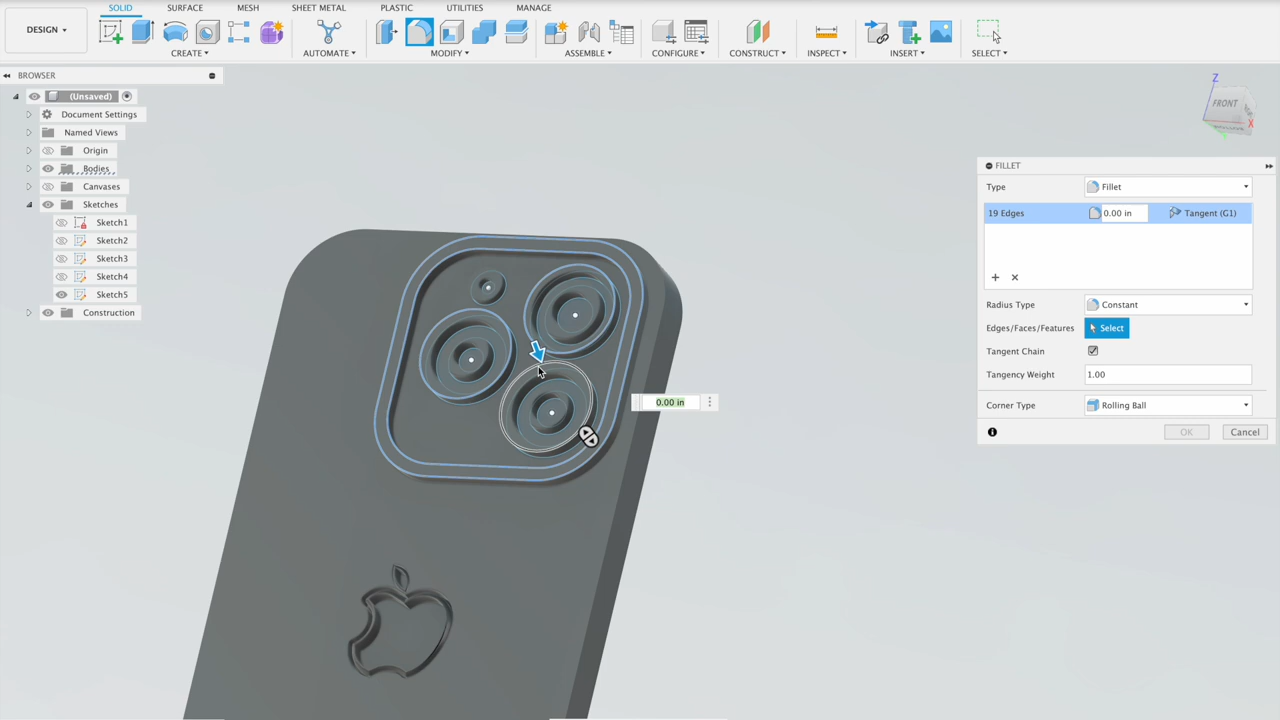 SOLID SURFACE MESH SHEET METAL PLASTIC UTILITIES MANAGE
DESIGN
CREATE AUTOMATE MODIFY ASSEMBLE CONFIGURE CONSTRUCT INSPECT INSERT SELECT
BROWSER
(Unsaved)
Document Settings
Named Views
Origin
Bodies
Canvases
Sketches
Sketch1
Sketch2
Sketch3
Sketch4
Sketch5
Construction
Z
FRONT
X
FILLET
Type Fillet
19 Edges 0.00 in Tangent (G1)
Radius Type Constant
Edges/Faces/Features Select
Tangent Chain
Tangency Weight 1.00
Corner Type Rolling Ball
OK Cancel
0.00 in